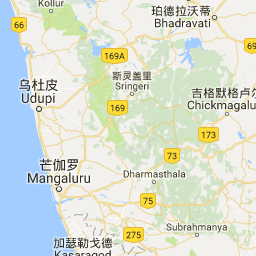 Kollur
珀德拉沃蒂
Bhadravati
66
169A
斯灵盖里
Sringeri
乌杜皮
Udupi
169
吉格默格卢尔
Chickmagalu
173
芒伽罗
Mangaluru
73
Dharmasthala
75
加瑟勒戈德
Kasaragod
275
Subrahmanya